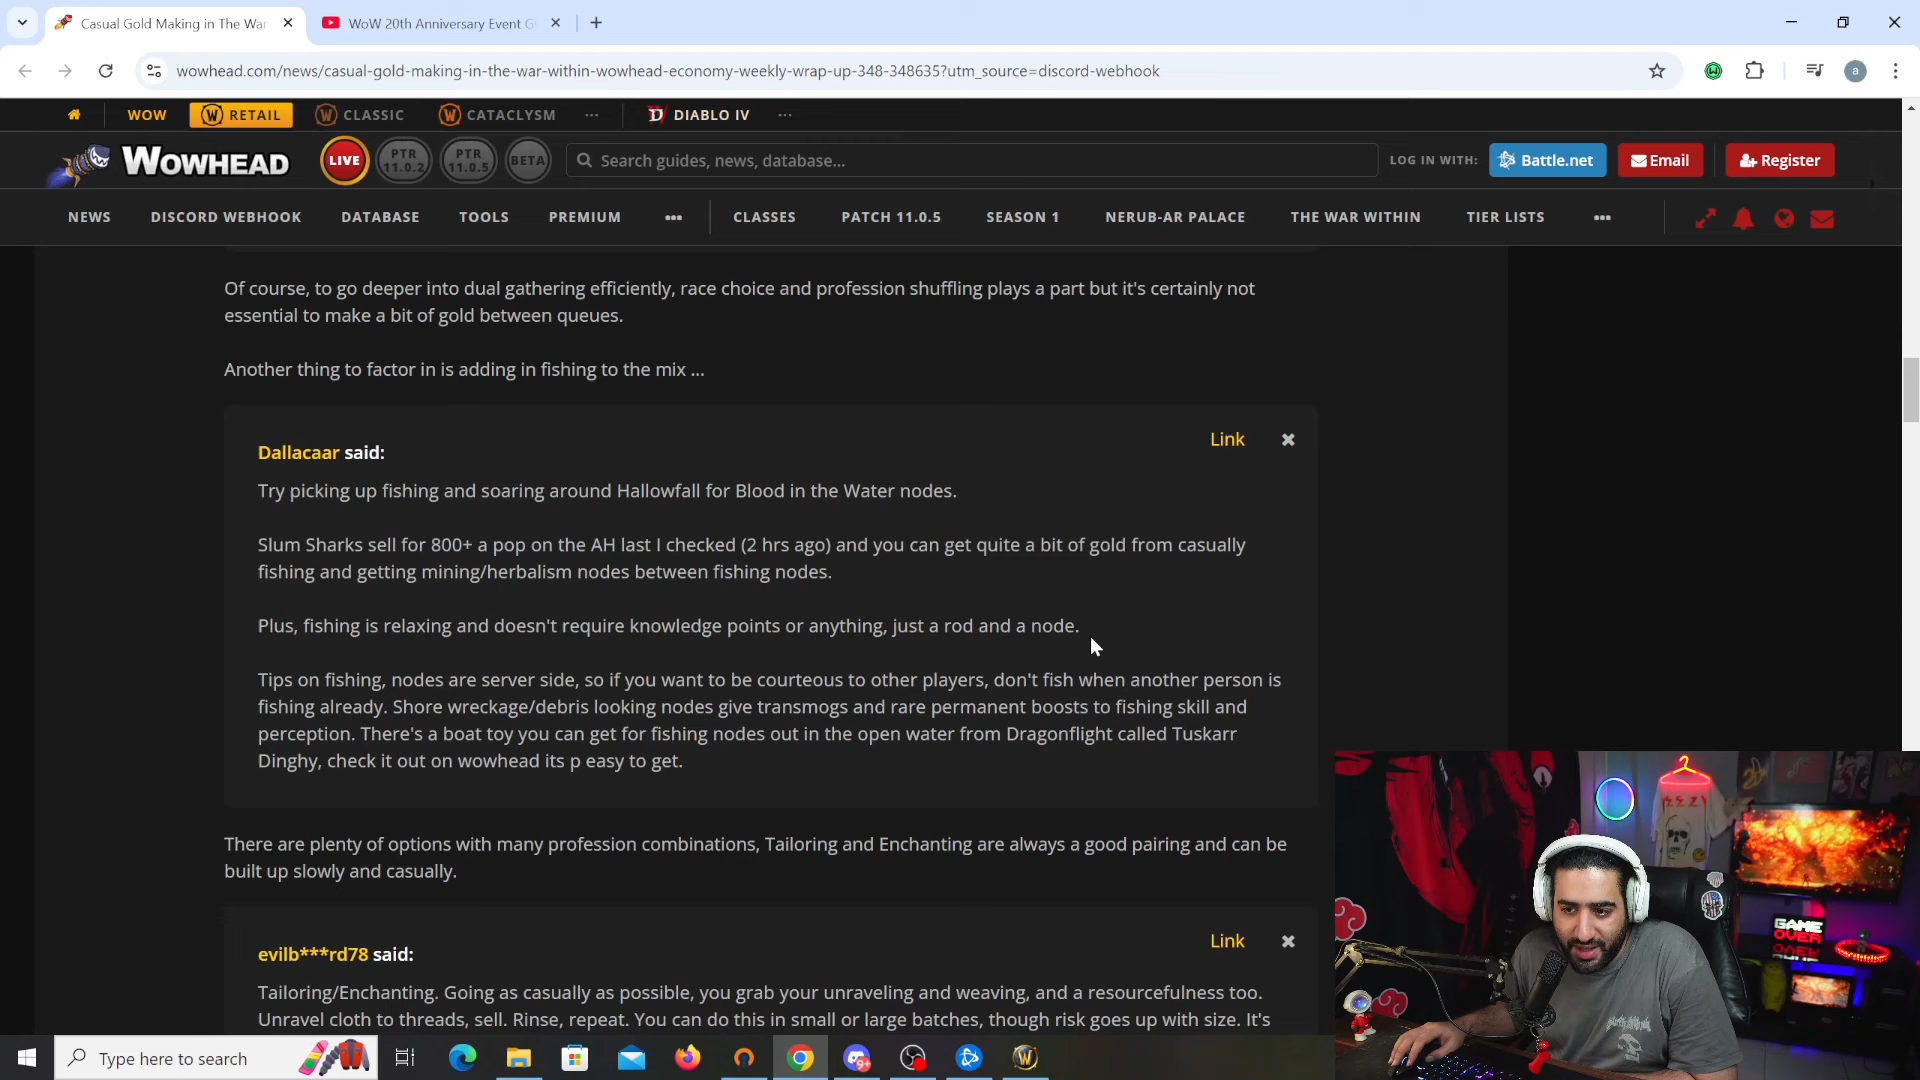 Casual Gold Making in The War
WoW 20th Anniversary Event G
wowhead.com/news/casual-gold-making-in-the-war-within-wowhead-economy-weekly-wrap-up-348-348635?utm_source=discord-webhook
a
WOW
RETAIL
CLASSIC
CATACLYSM
DIABLO IV
WOWHEAD
LIVE
PTR 11.0.2
PTR 11.0.5
BETA
Search guides, news, database...
LOG IN WITH:
Battle.net
Email
Register
NEWS
DISCORD WEBHOOK
DATABASE
TOOLS
PREMIUM
CLASSES
PATCH 11.0.5
SEASON 1
NERUB-AR PALACE
THE WAR WITHIN
TIER LISTS
Of course, to go deeper into dual gathering efficiently, race choice and profession shuffling plays a part but it's certainly not
essential to make a bit of gold between queues.
Another thing to factor in is adding in fishing to the mix ...
Dallacaar said:
Link
Try picking up fishing and soaring around Hallowfall for Blood in the Water nodes.
Slum Sharks sell for 800+ a pop on the AH last I checked (2 hrs ago) and you can get quite a bit of gold from casually
fishing and getting mining/herbalism nodes between fishing nodes.
Plus, fishing is relaxing and doesn't require knowledge points or anything, just a rod and a node.
Tips on fishing, nodes are server side, so if you want to be courteous to other players, don't fish when another person is
fishing already. Shore wreckage/debris looking nodes give transmogs and rare permanent boosts to fishing skill and
perception. There's a boat toy you can get for fishing nodes out in the open water from Dragonflight called Tuskarr
Dinghy, check it out on wowhead its p easy to get.
There are plenty of options with many profession combinations, Tailoring and Enchanting are always a good pairing and can be
built up slowly and casually.
evilb***rd78 said:
Link
Tailoring/Enchanting. Going as casually as possible, you grab your unraveling and weaving, and a resourcefulness too.
Unravel cloth to threads, sell. Rinse, repeat. You can do this in small or large batches, though risk goes up with size. It's
YEEZY
GAME
OVER
Type here to search
9+